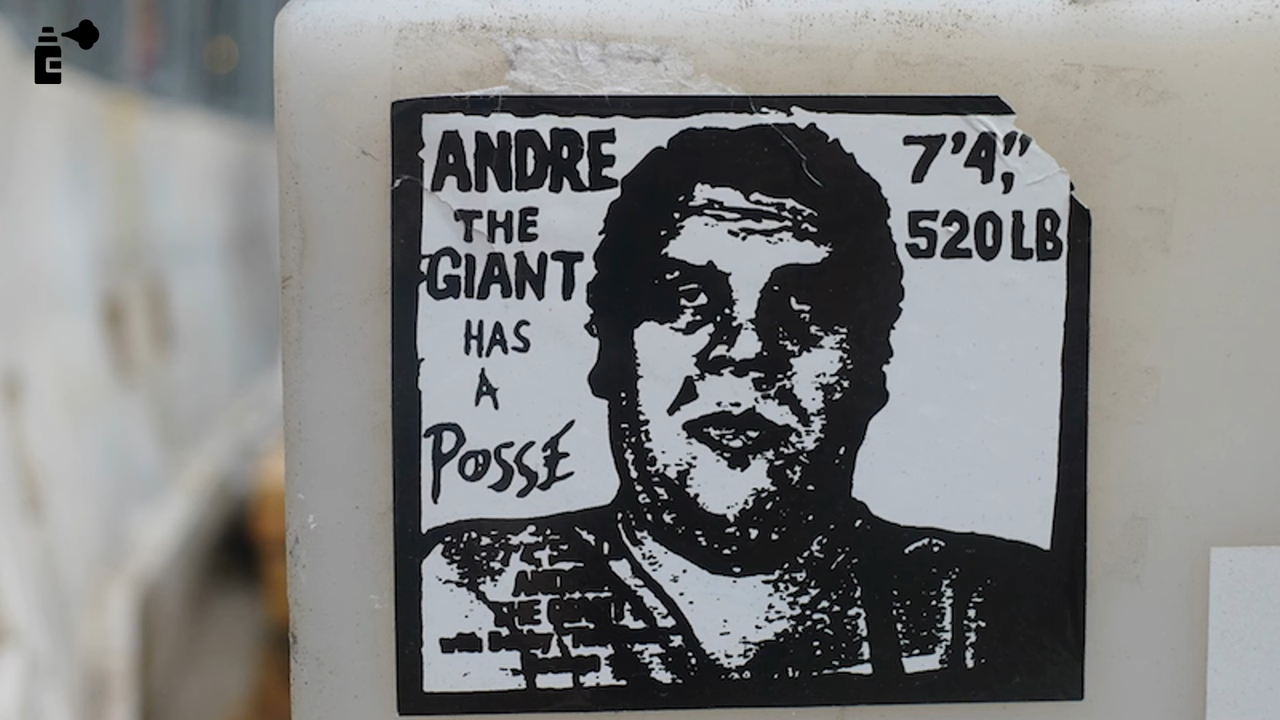 ANDRE
THE
GIANT
HAS
A
POSSE
7'4,"
520 LB